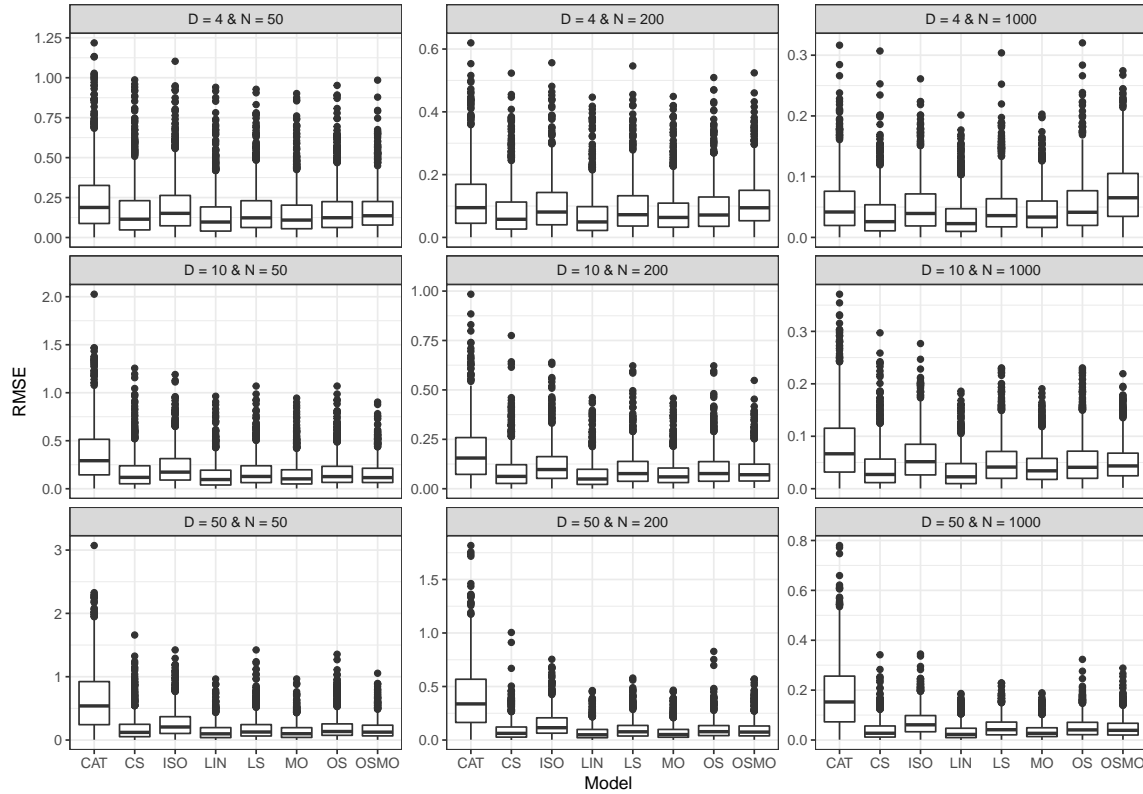 D = 4 & N = 50
D = 4 & N = 200
D = 4 & N = 1000
1.25
1.00
0.75
0.50
0.25
0.00
0.6
0.4
0.2
0.0
0.3
0.2
0.1
0.0
D = 10 & N = 50
D = 10 & N = 200
D = 10 & N = 1000
2.0
1.5
1.0
0.5
0.0
1.00
0.75
0.50
0.25
0.00
0.3
0.2
0.1
0.0
RMSE
D = 50 & N = 50
D = 50 & N = 200
D = 50 & N = 1000
3
2
1
0
1.5
1.0
0.5
0.0
0.8
0.6
0.4
0.2
0.0
CAT CS ISO LIN LS MO OS OSMO
CAT CS ISO LIN LS MO OS OSMO
CAT CS ISO LIN LS MO OS OSMO
Model